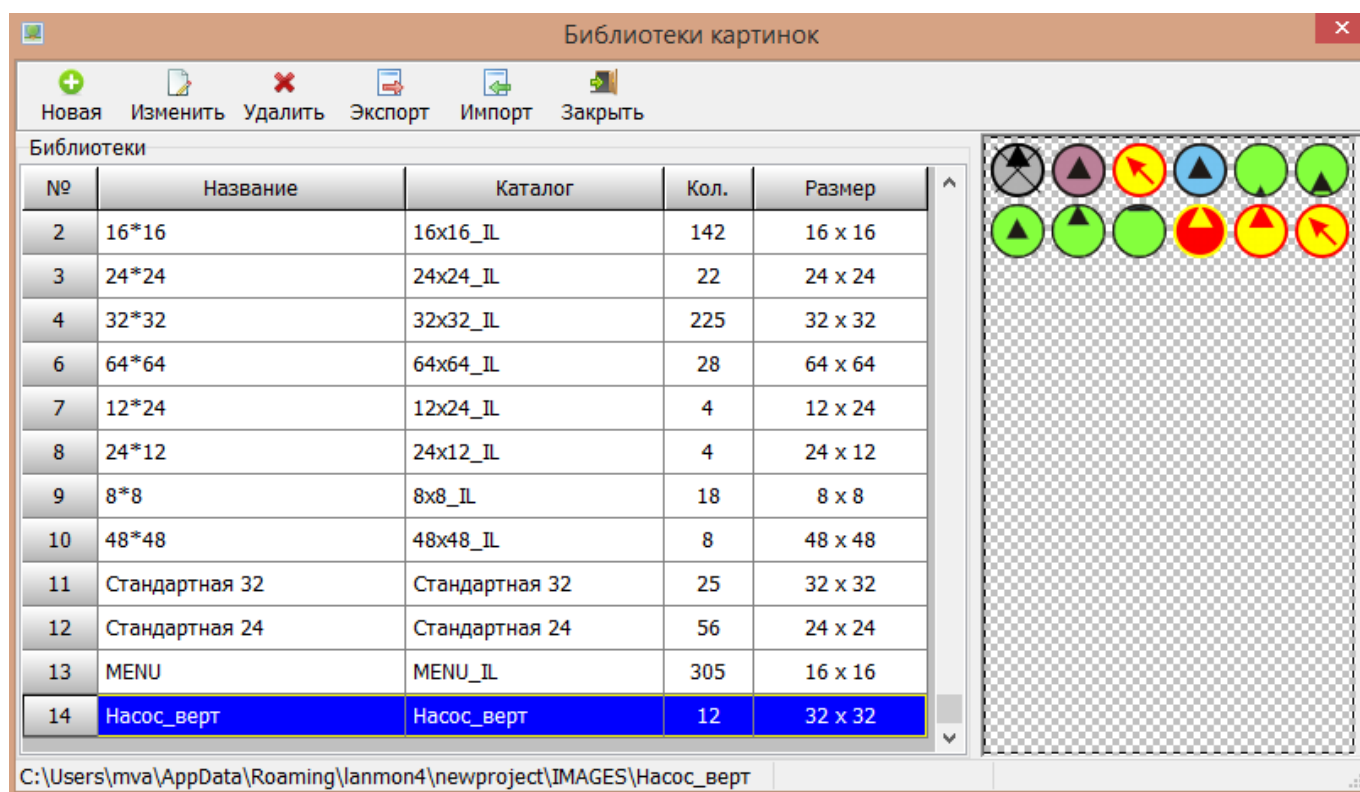 Библиотеки картинок
Новая Изменить Удалить Экспорт Импорт Закрыть
Библиотеки
№ Название Каталог Кол. Размер
2 16*16 16x16_IL 142 16 x 16
3 24*24 24x24_IL 22 24 x 24
4 32*32 32x32_IL 225 32 x 32
6 64*64 64x64_IL 28 64 x 64
7 12*24 12x24_IL 4 12 x 24
8 24*12 24x12_IL 4 24 x 12
9 8*8 8x8_IL 18 8 x 8
10 48*48 48x48_IL 8 48 x 48
11 Стандартная 32 Стандартная 32 25 32 x 32
12 Стандартная 24 Стандартная 24 56 24 x 24
13 MENU MENU_IL 305 16 x 16
14 Насос_верт Насос_верт 12 32 x 32
C:\Users\mva\AppData\Roaming\lanmon4\newproject\IMAGES\Насос_верт